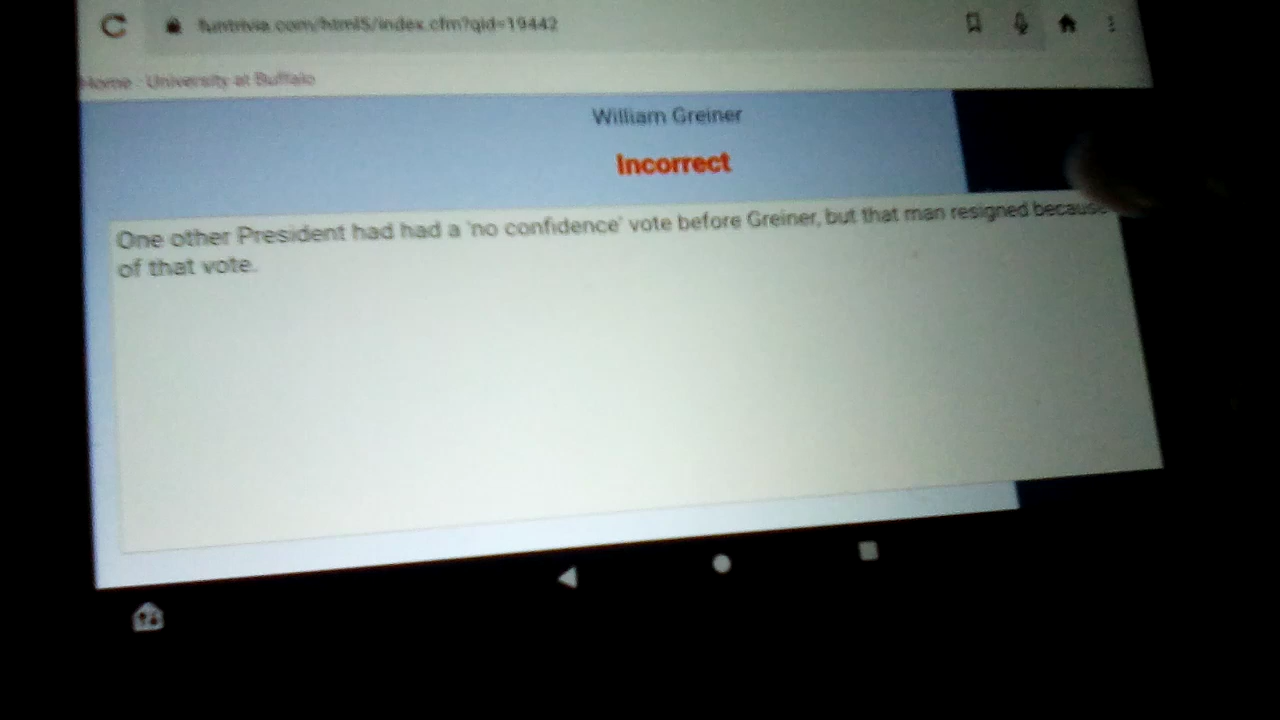 funtrivia.com/html5/index.cfm?qid=19442
Home : University at Buffalo
William Greiner
Incorrect
One other President had had a 'no confidence' vote before Greiner, but that man resigned because
of that vote.